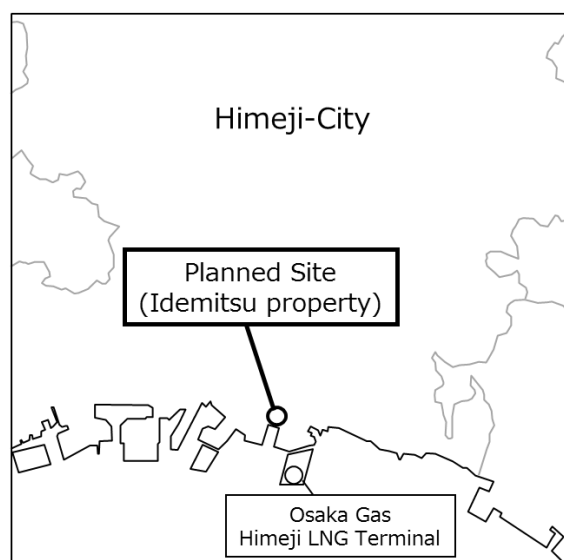 Himeji-City
Planned Site
(Idemitsu property)
Osaka Gas
Himeji LNG Terminal